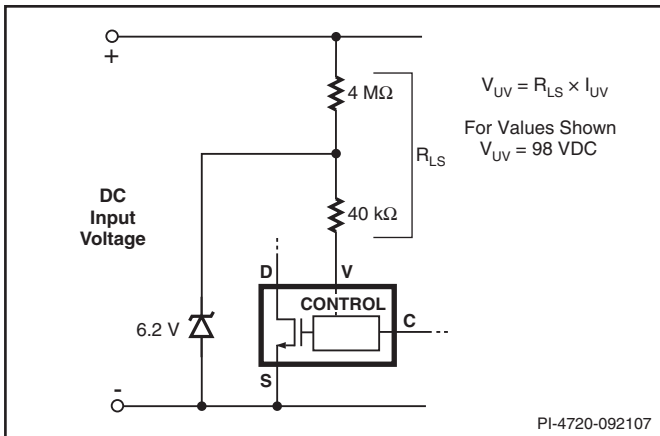 +
4 MΩ
V_UV = R_LS × I_UV
For Values Shown
V_UV = 98 VDC
R_LS
DC
Input
Voltage
40 kΩ
D
V
CONTROL
C
6.2 V
S
-
PI-4720-092107